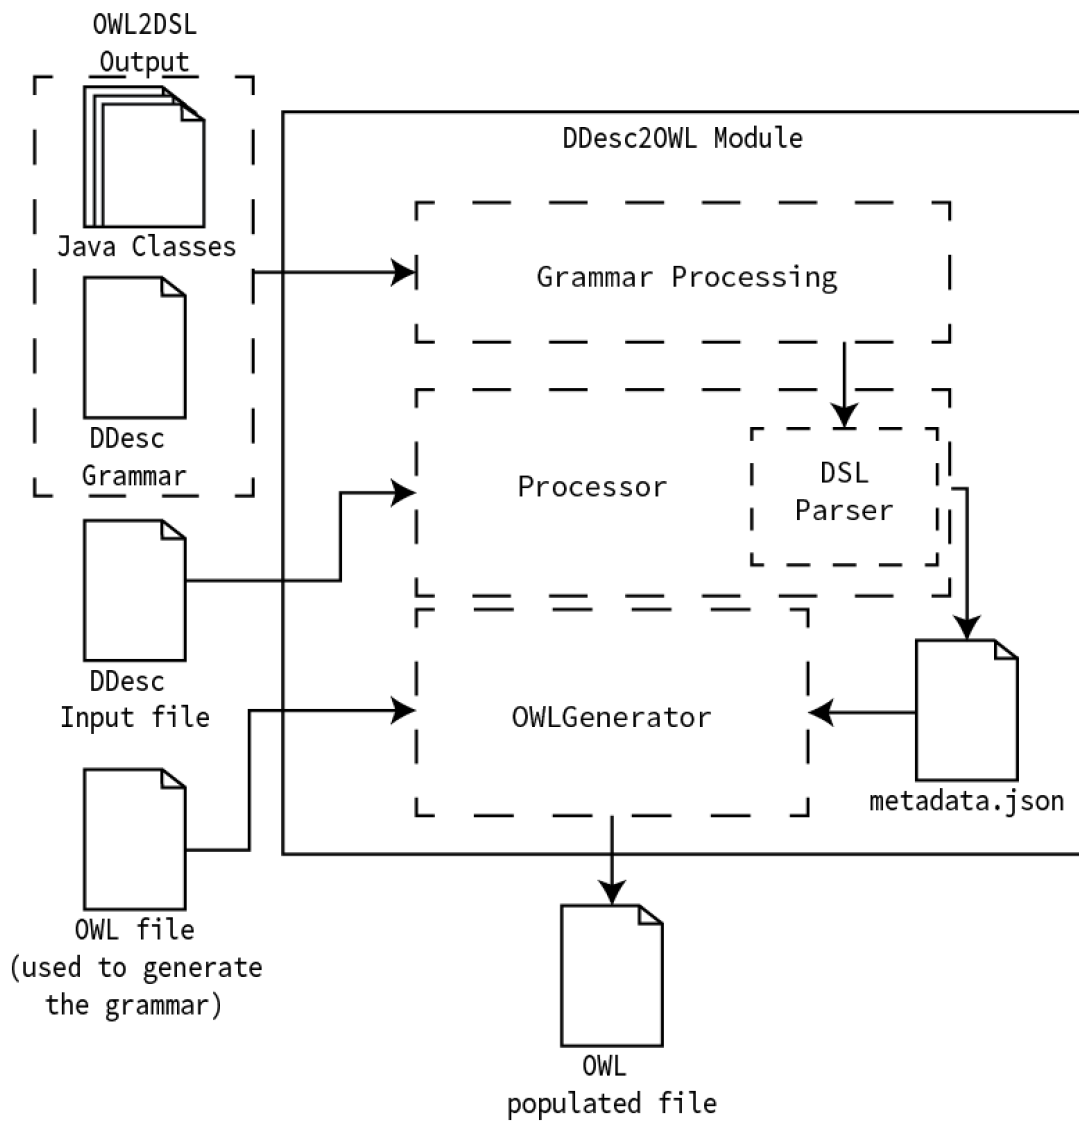 OWL2DSL
Output
Java Classes
DDesc
Grammar
DDesc
Input file
OWL file
(used to generate
the grammar)
DDesc2OWL Module
Grammar Processing
Processor
DSL
Parser
OWLGenerator
metadata.json
OWL
populated file